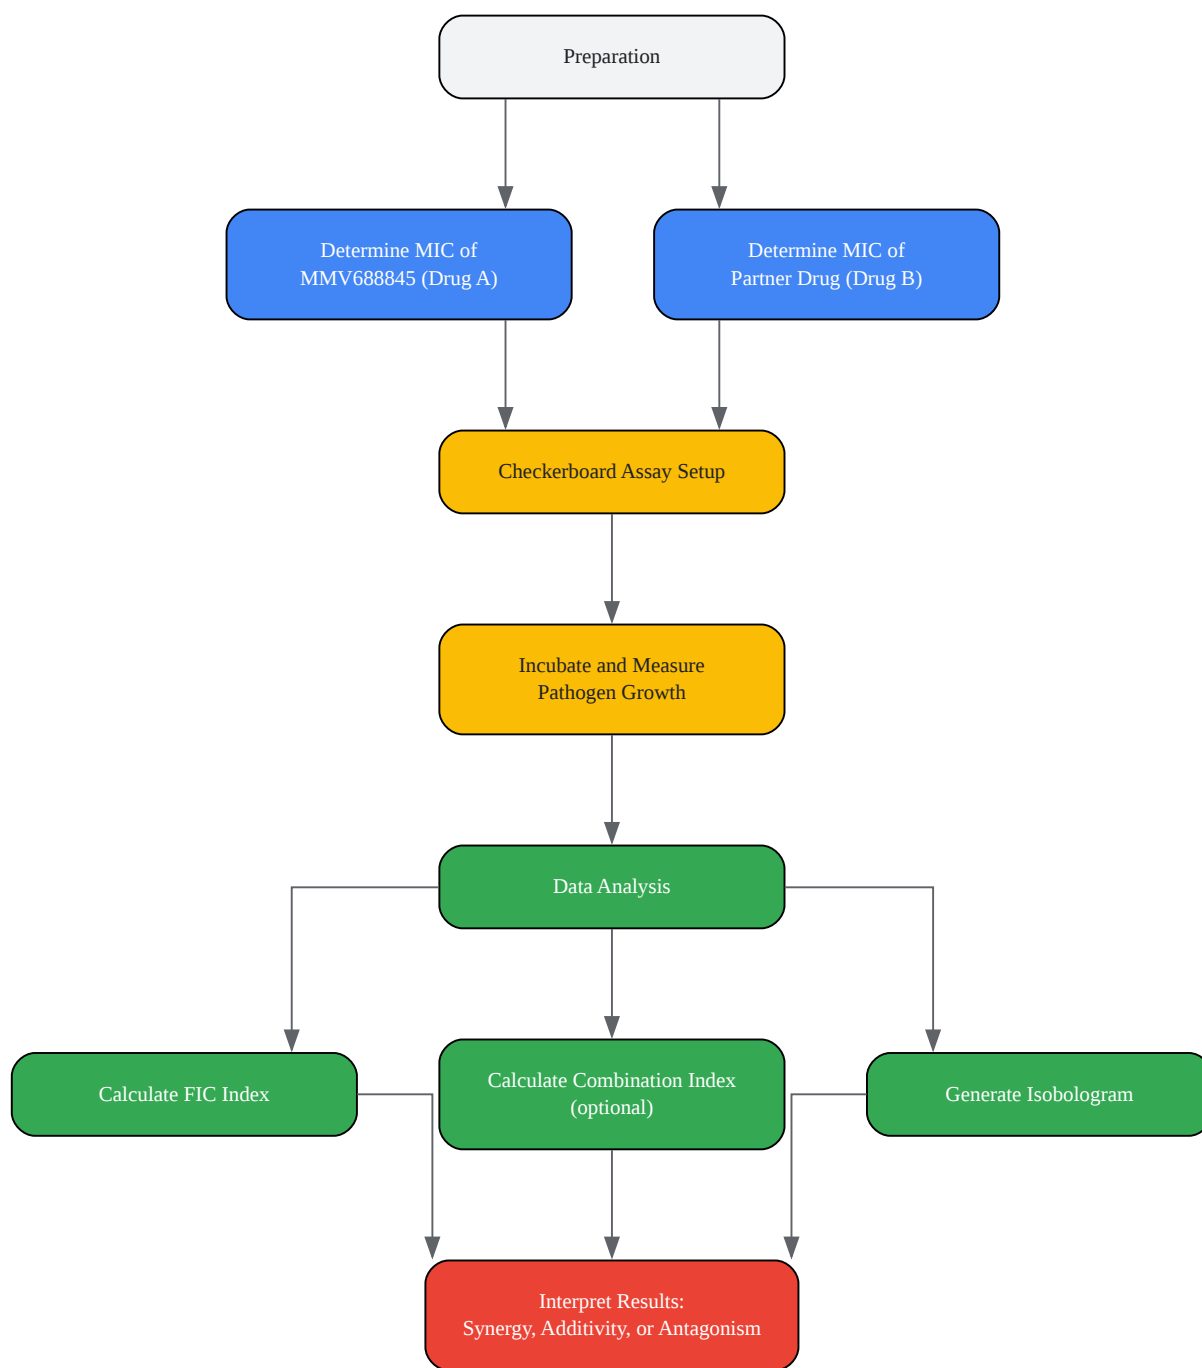 Preparation
Determine MIC of
MMV688845 (Drug A)
Determine MIC of
Partner Drug (Drug B)
Checkerboard Assay Setup
Incubate and Measure
Pathogen Growth
Data Analysis
Calculate FIC Index
Calculate Combination Index
(optional)
Generate Isobologram
Interpret Results:
Synergy, Additivity, or Antagonism